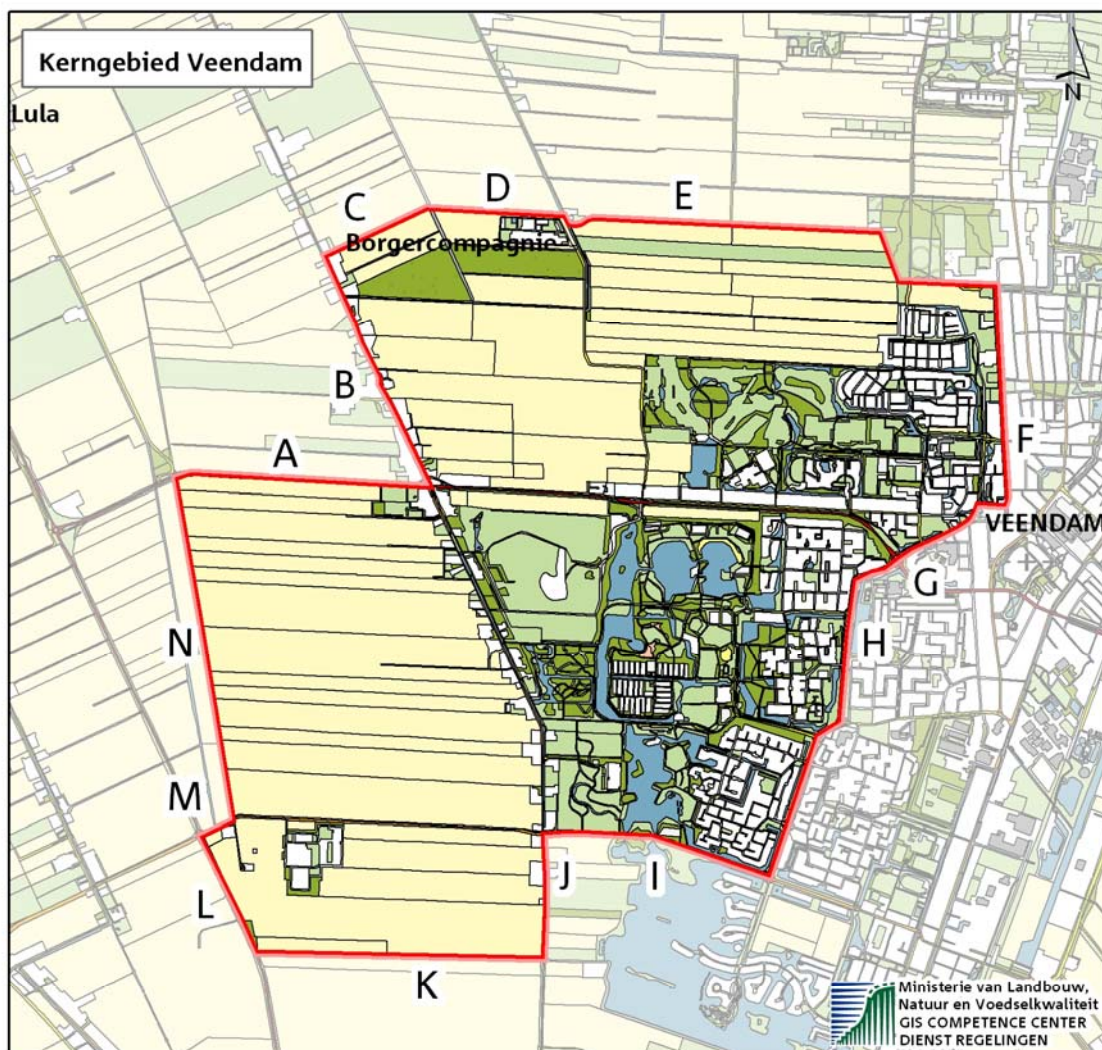 Kerngebied Veendam
N
Lula
D
E
C
Borgercompagnie
B
A
F
VEENDAM
G
H
N
M
J
I
L
K
Ministerie van Landbouw,
Natuur en Voedselkwaliteit
GIS COMPETENCE CENTER
DIENST REGELINGEN